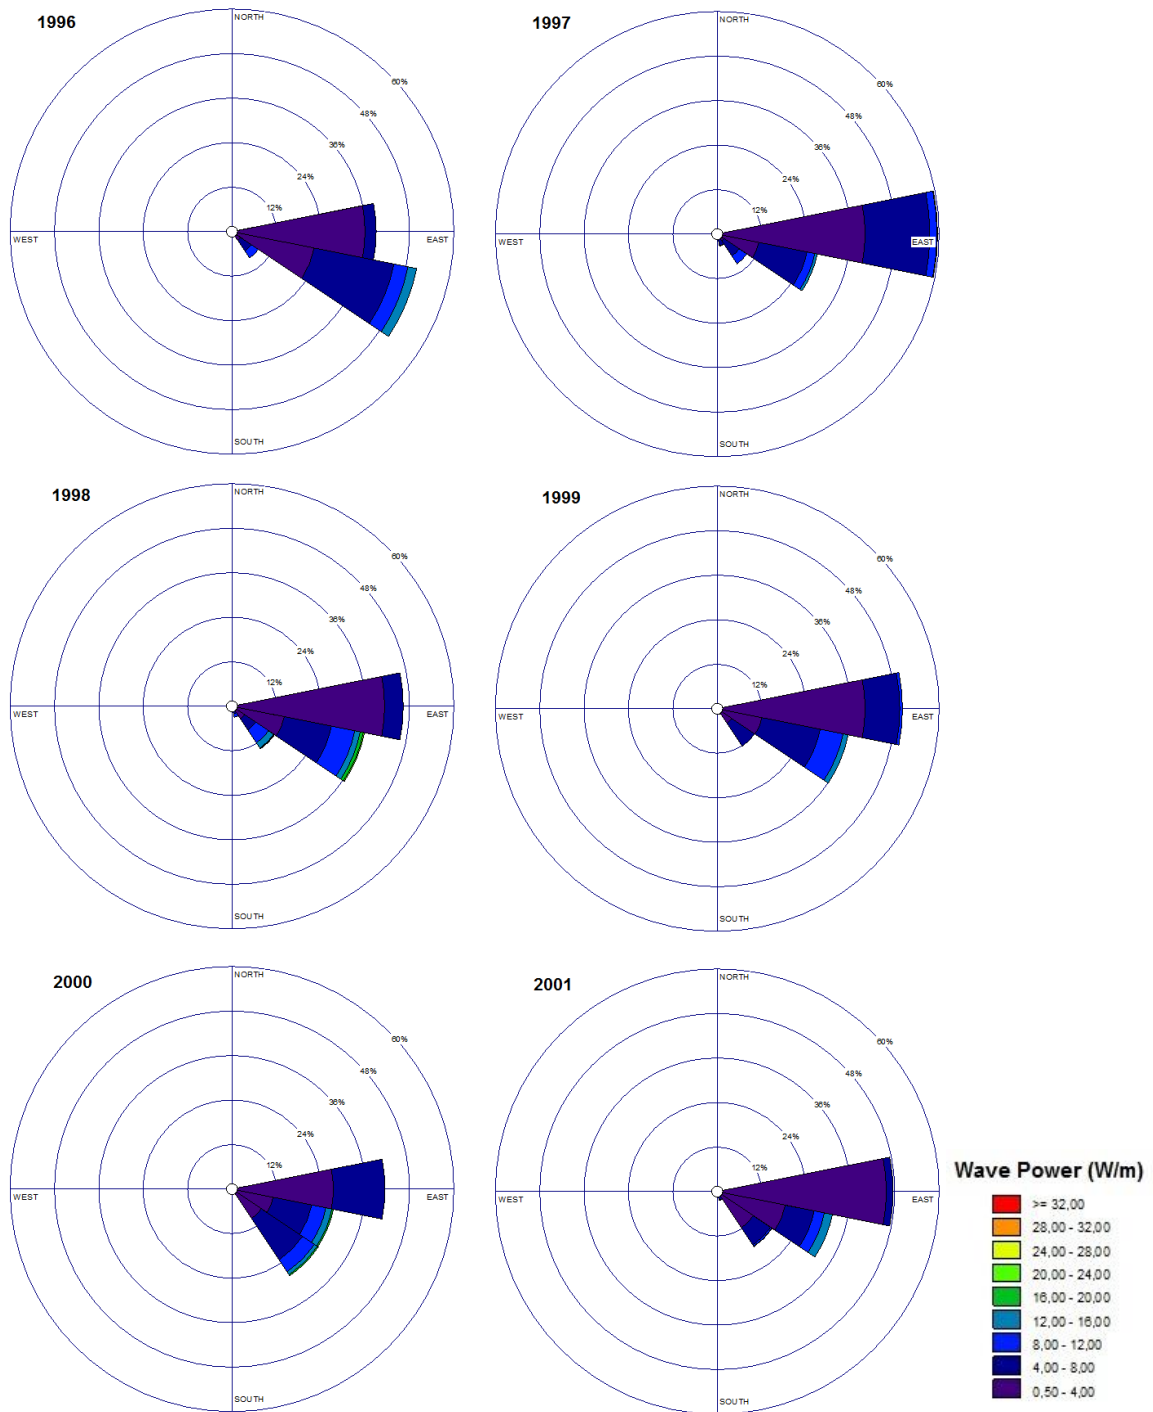 1996
NORTH
60%
48%
36%
24%
12%
WEST
EAST
SOUTH
1997
NORTH
60%
48%
36%
24%
12%
WEST
EAST
SOUTH
1998
NORTH
60%
48%
36%
24%
12%
WEST
EAST
SOUTH
1999
NORTH
60%
48%
36%
24%
12%
WEST
EAST
SOUTH
2000
NORTH
60%
48%
36%
24%
12%
WEST
EAST
SOUTH
2001
NORTH
60%
48%
36%
24%
12%
WEST
EAST
SOUTH
Wave Power (W/m)
>= 32,00
28,00 - 32,00
24,00 - 28,00
20,00 - 24,00
16,00 - 20,00
12,00 - 16,00
8,00 - 12,00
4,00 - 8,00
0,50 - 4,00